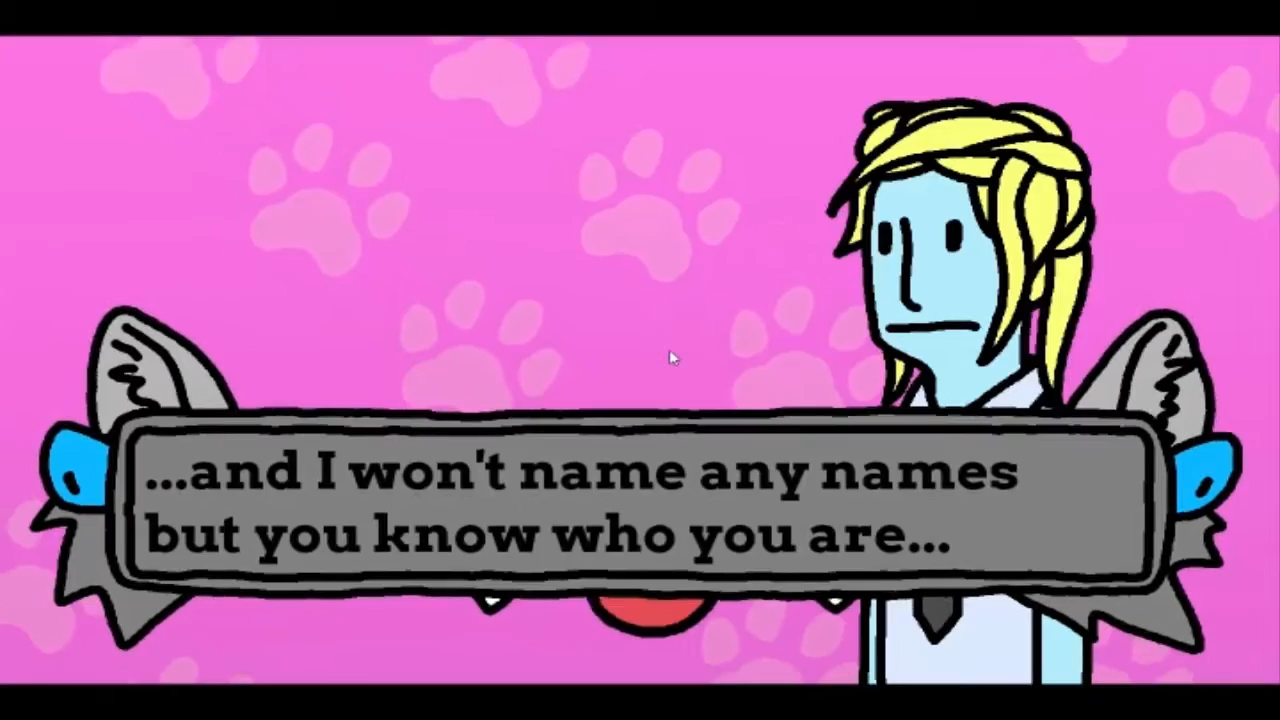 ...and I won't name any names
but you know who you are...